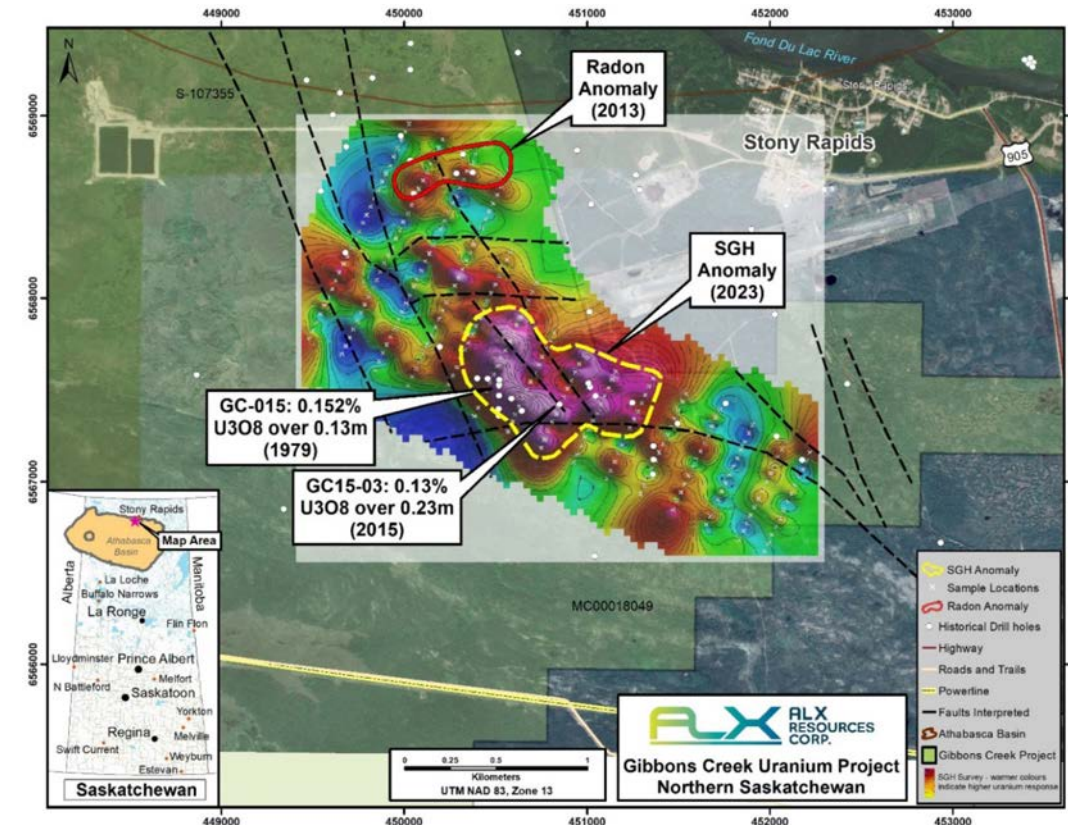 449000 450000 451000 452000 453000
N
S-107355
Radon
Anomaly
(2013)
Fond Du Lac River
Stony Rapids
Stony Rapids
905
6569000
SGH
Anomaly
(2023)
6568000
GC-015: 0.152%
U3O8 over 0.13m
(1979)
6567000
GC15-03: 0.13%
U3O8 over 0.23m
(2015)
MC00018049
6566000
Stony Rapids
Map Area
Athabasca
Basin
Alberta
Manitoba
La Loche
Buffalo Narrows
La Ronge
Flin Flon
Lloydminster
Prince Albert
Melfort
N Battleford
Saskatoon
Yorkton
Regina
Melville
Swift Current
Weyburn
Estevan
Saskatchewan
0 0.25 0.5 1
Kilometers
UTM NAD 83, Zone 13
ALX
ALX
RESOURCES
CORP.
Gibbons Creek Uranium Project
Northern Saskatchewan
SGH Anomaly
Sample Locations
Radon Anomaly
Historical Drill holes
Highway
Roads and Trails
Powerline
Faults Interpreted
Athabasca Basin
Gibbons Creek Project
SGH Survey - warmer colours
indicate higher uranium response
449000 450000 451000 452000 453000